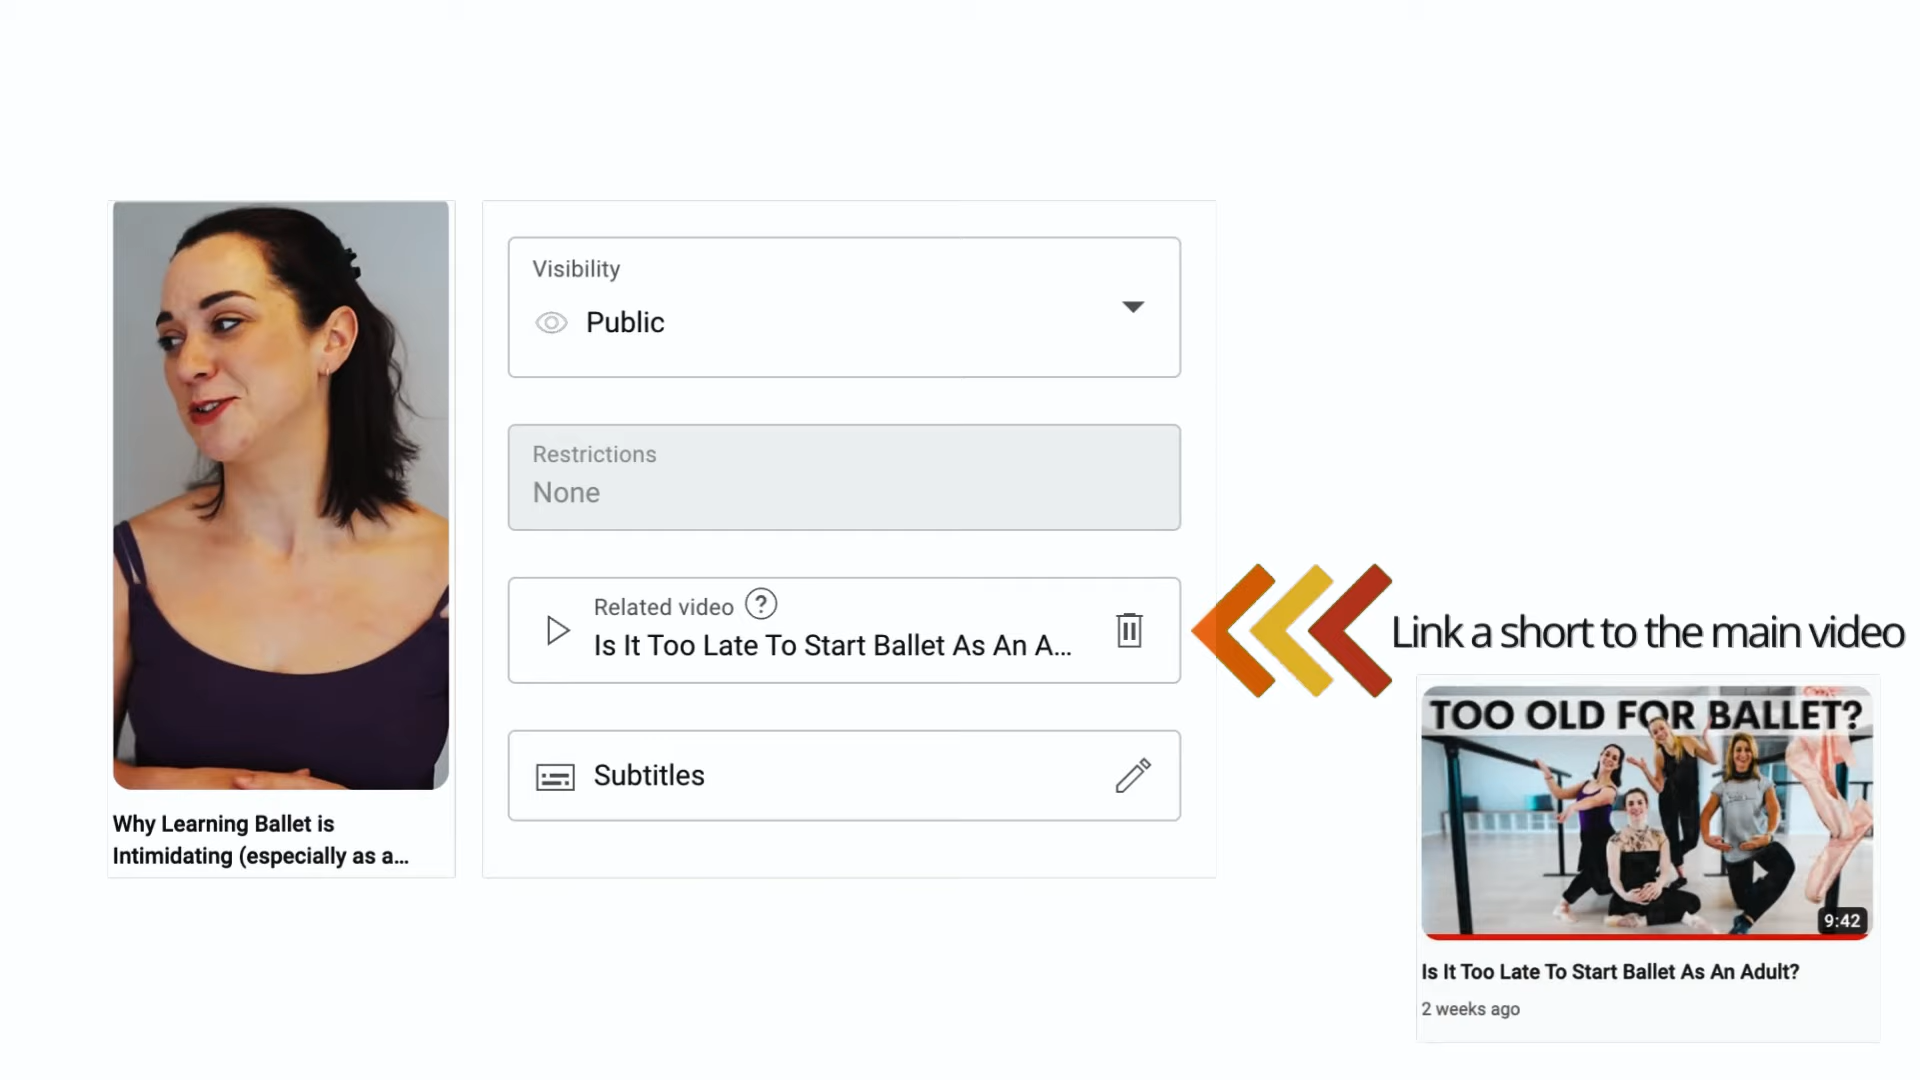 Why Learning Ballet is
Intimidating (especially as a...
Visibility
Public
Restrictions
None
Related video ?
Is It Too Late To Start Ballet As An A...
Subtitles
Link a short to the main video
TOO OLD FOR BALLET?
9:42
Is It Too Late To Start Ballet As An Adult?
2 weeks ago